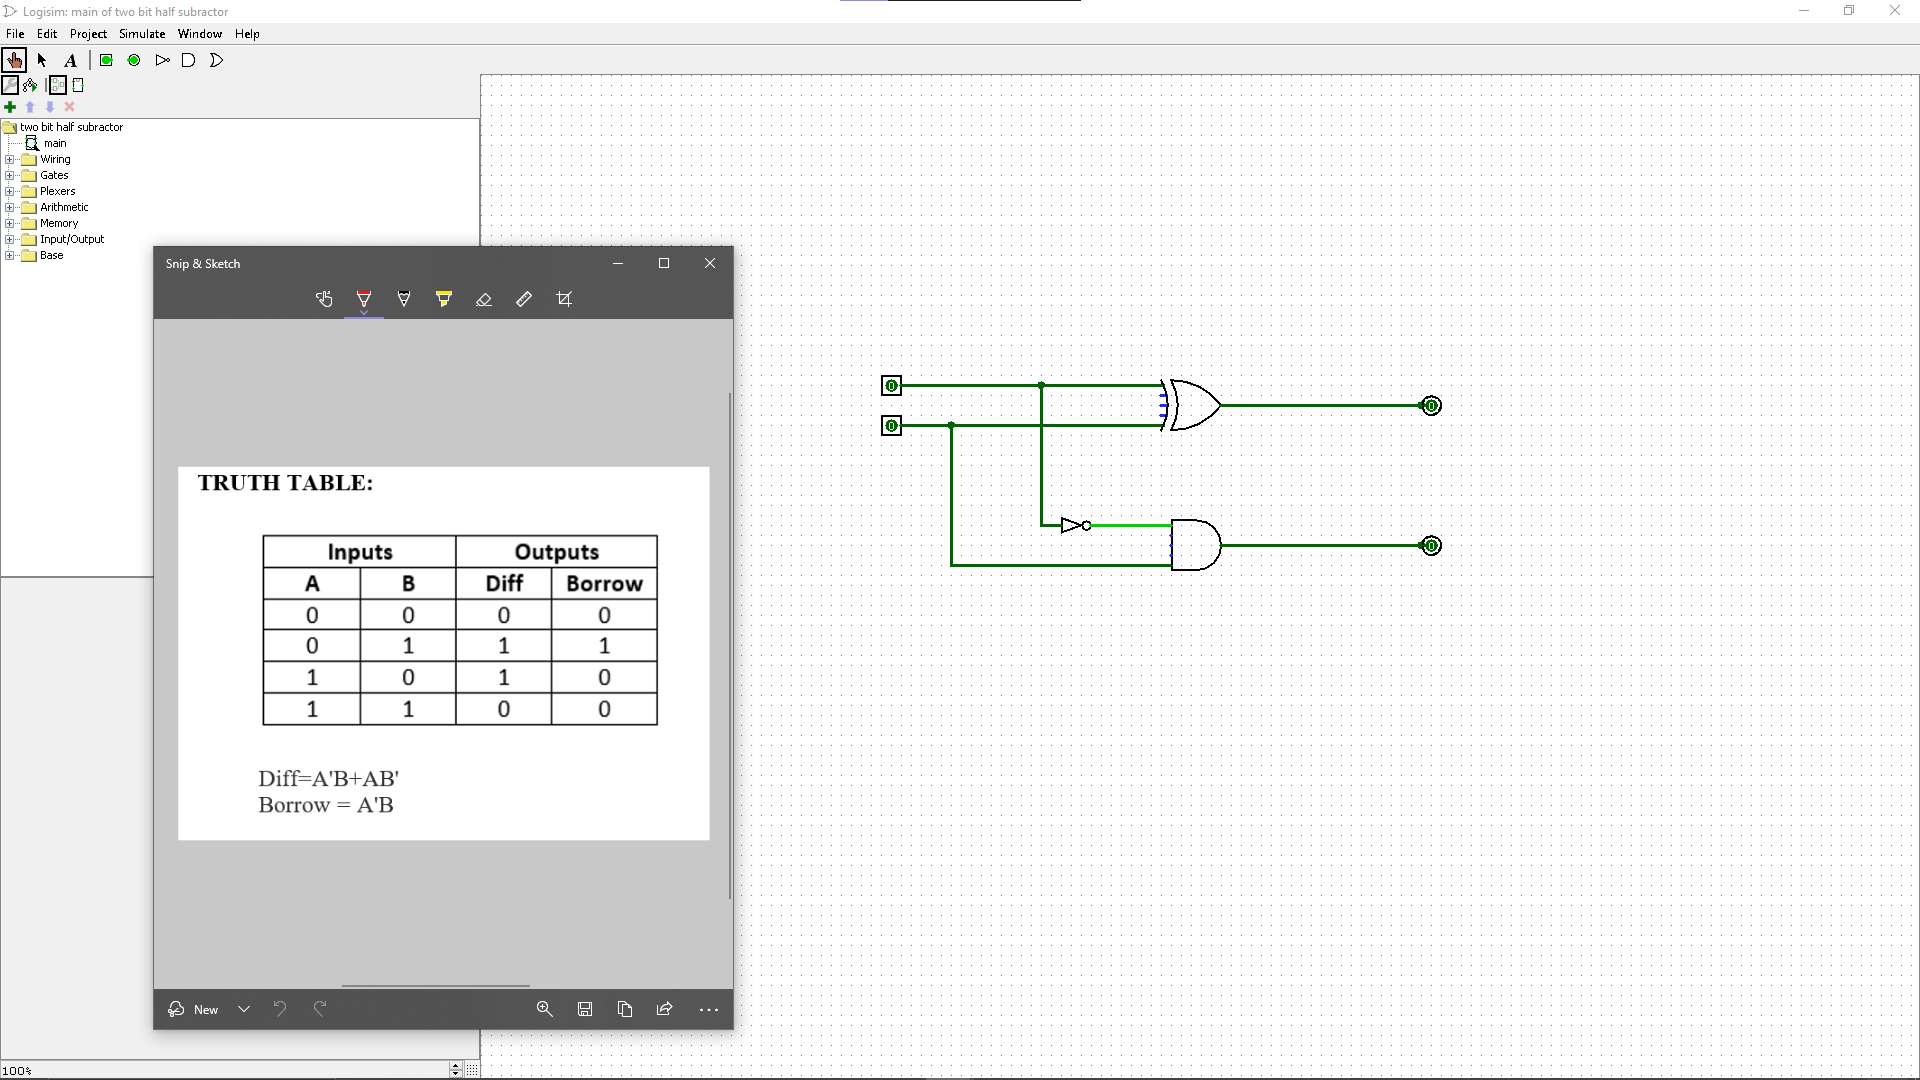 Logisim: main of two bit half subractor
File Edit Project Simulate Window Help
A
two bit half subractor
main
Wiring
Gates
Plexers
Arithmetic
Memory
Input/Output
Base
Snip & Sketch
TRUTH TABLE:
Inputs Outputs
A B Diff Borrow
0 0 0 0
0 1 1 1
1 0 1 0
1 1 0 0
Diff=A'B+AB'
Borrow = A'B
New
0
0
0
0
100%